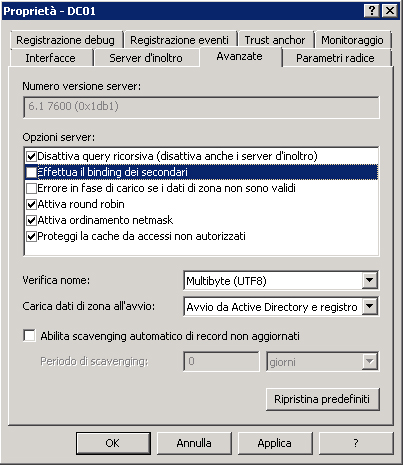 Proprietà - DC01
Registrazione debug
Registrazione eventi
Trust anchor
Monitoraggio
Interfacce
Server d'inoltro
Avanzate
Parametri radice
Numero versione server:
6.1 7600 (0x1db1)
Opzioni server:
Disattiva query ricorsiva (disattiva anche i server d'inoltro)
Effettua il binding dei secondari
Errore in fase di carico se i dati di zona non sono validi
Attiva round robin
Attiva ordinamento netmask
Proteggi la cache da accessi non autorizzati
Verifica nome:
Multibyte (UTF8)
Carica dati di zona all'avvio:
Avvio da Active Directory e registro
Abilita scavenging automatico di record non aggiornati
Periodo di scavenging:
0
giorni
Ripristina predefiniti
OK
Annulla
Applica
?